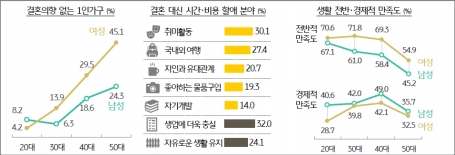 결혼의향 없는 1인가구 (%)
45.1
여성
29.5
24.3
남성
13.9
18.6
8.2
6.3
4.2
20대 30대 40대 50대
결혼 대신 시간·비용 할애 분야 (%)
취미활동 30.1
국내외 여행 27.4
지인과 유대관계 20.7
좋아하는 물품구입 19.3
자기개발 14.0
생업에 더욱 충실 32.0
자유로운 생활 유지 24.1
생활 전반·경제적 만족도 (%)
전반적
만족도
70.6 71.8 69.3 54.9
여성
67.1 61.0 58.4 45.2
남성
경제적
만족도
40.6 42.0 49.0 35.7
남성
28.7 39.8 42.1 32.5
여성
20대 30대 40대 50대